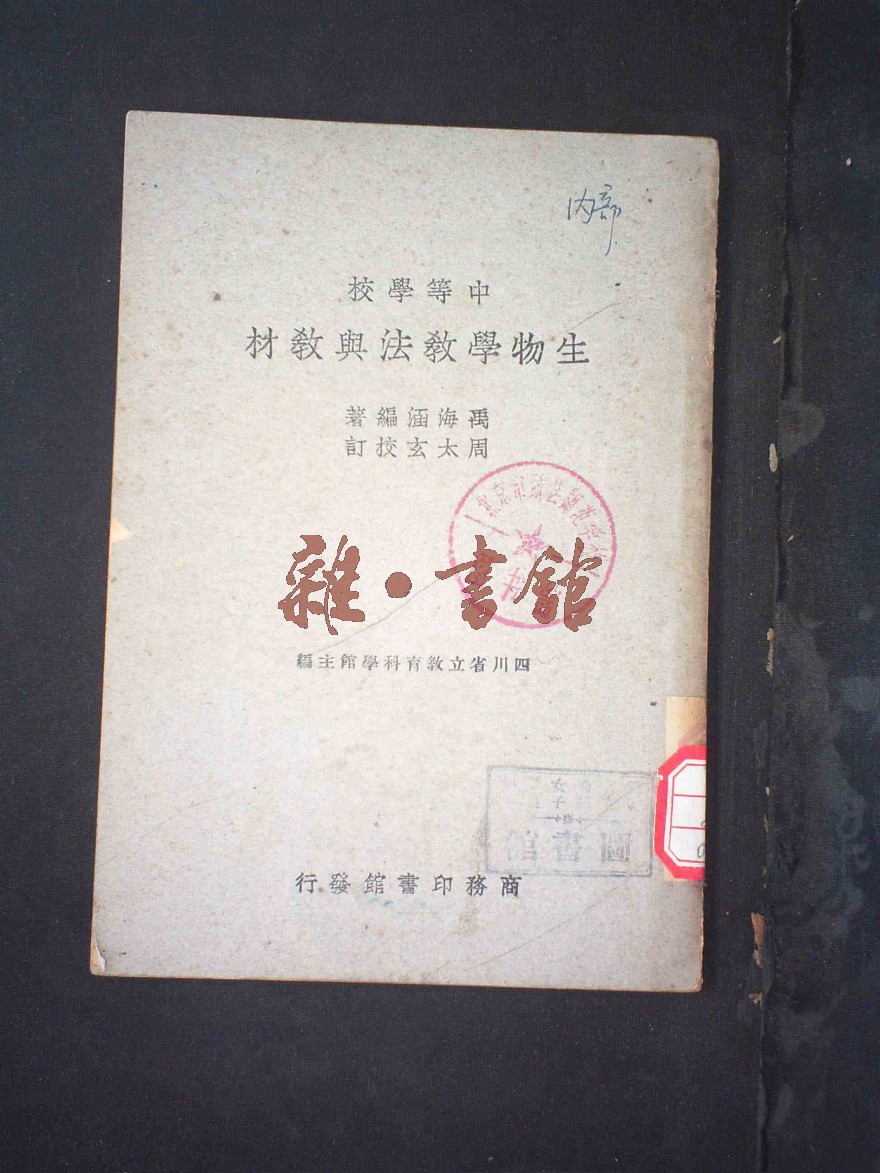 内部
中等學校
生物學教法與教材
禹海涵編著
周太玄校訂
雜·書館
四川省立教育科學館主編
圖書館
商務印書館發行